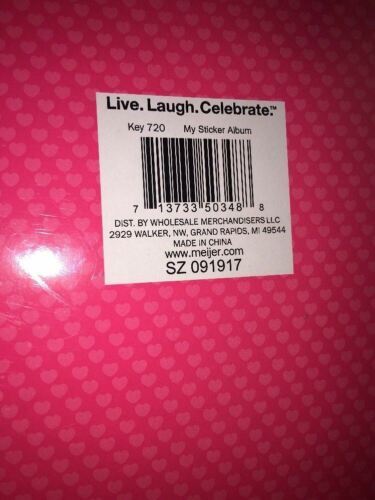 Live. Laugh. Celebrate.™
Key 720 My Sticker Album
7 13733 50348 8
DIST. BY WHOLESALE MERCHANDISERS LLC
2929 WALKER, NW, GRAND RAPIDS, MI 49544
MADE IN CHINA
www.meijer.com
SZ 091917